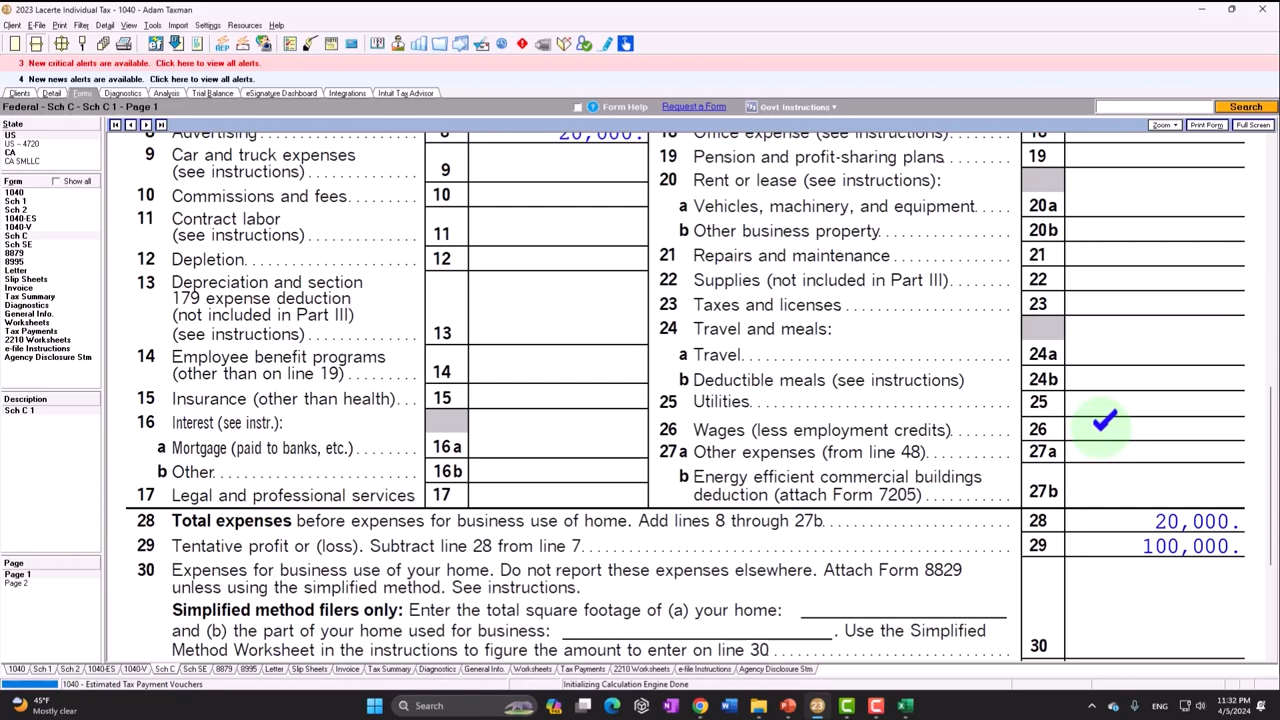 2023 Lacerte Individual Tax - 1040 - Adam Taxman
Client E-File Print Filter Detail View Tools Import Settings Resources Help
3 New critical alerts are available. Click here to view all alerts.
4 New news alerts are available. Click here to view all alerts.
Clients Detail Forms Diagnostics Analysis Trial Balance eSignature Dashboard Integrations Intuit Tax Advisor
Federal - Sch C - Sch C 1 - Page 1
Form Help Request a Form Govt Instructions Search
Zoom Print Form Full Screen
State
US
US - 4720
CA
CA SMLLC
Form Show all
1040
Sch 1
Sch 2
1040-ES
1040-V
Sch C
Sch SE
8879
8995
Letter
Slip Sheets
Invoice
Tax Summary
Diagnostics
General Info.
Worksheets
Tax Payments
2210 Worksheets
e-file Instructions
Agency Disclosure Stm
Description
Sch C 1
Page
Page 1
Page 2
8 Advertising 8 20,000.
9 Car and truck expenses
(see instructions) 9
10 Commissions and fees 10
11 Contract labor
(see instructions) 11
12 Depletion 12
13 Depreciation and section
179 expense deduction
(not included in Part III)
(see instructions) 13
14 Employee benefit programs
(other than on line 19) 14
15 Insurance (other than health) 15
16 Interest (see instr.):
a Mortgage (paid to banks, etc.) 16a
b Other 16b
17 Legal and professional services 17
18 Office expense (see instructions) 18
19 Pension and profit-sharing plans 19
20 Rent or lease (see instructions):
a Vehicles, machinery, and equipment 20a
b Other business property 20b
21 Repairs and maintenance 21
22 Supplies (not included in Part III) 22
23 Taxes and licenses 23
24 Travel and meals:
a Travel 24a
b Deductible meals (see instructions) 24b
25 Utilities 25
26 Wages (less employment credits) 26
27a Other expenses (from line 48) 27a
b Energy efficient commercial buildings
deduction (attach Form 7205) 27b
28 Total expenses before expenses for business use of home. Add lines 8 through 27b 28 20,000.
29 Tentative profit or (loss). Subtract line 28 from line 7 29 100,000.
30 Expenses for business use of your home. Do not report these expenses elsewhere. Attach Form 8829
unless using the simplified method. See instructions.
Simplified method filers only: Enter the total square footage of (a) your home:
and (b) the part of your home used for business: . Use the Simplified
Method Worksheet in the instructions to figure the amount to enter on line 30 30
1040 Sch 1 Sch 2 1040-ES 1040-V Sch C Sch SE 8879 8995 Letter Slip Sheets Invoice Tax Summary Diagnostics General Info. Worksheets Tax Payments 2210 Worksheets e-file Instructions Agency Disclosure Stm
1040 - Estimated Tax Payment Vouchers Initializing Calculation Engine Done
45°F
Mostly clear
Search
11:32 PM
4/5/2024